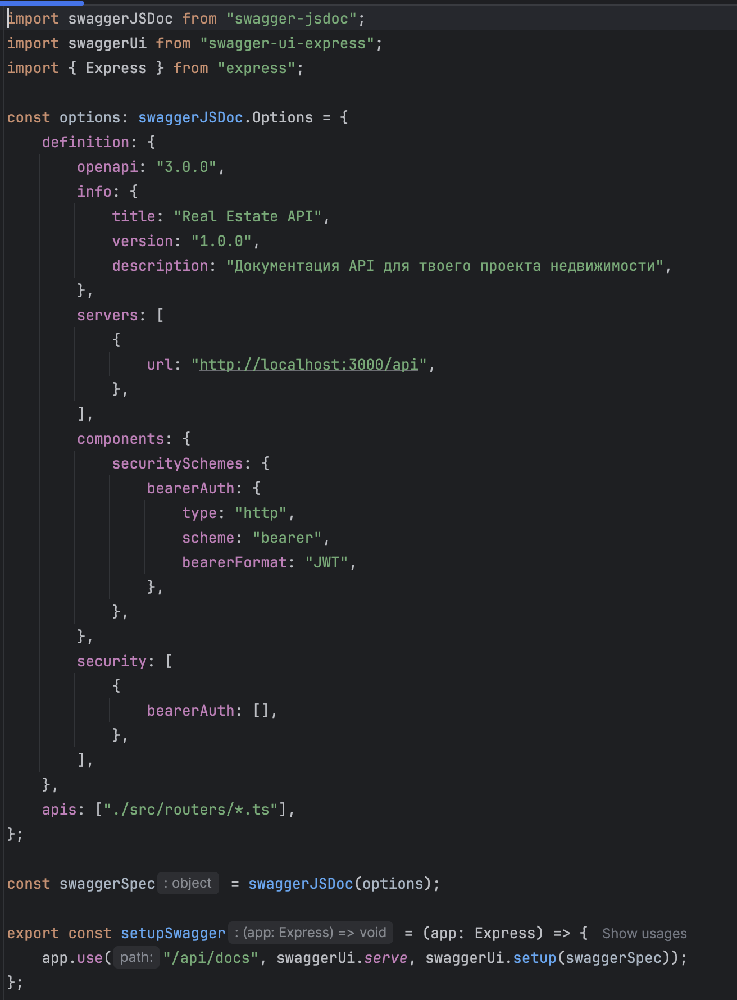 import swaggerJSDoc from "swagger-jsdoc";
import swaggerUi from "swagger-ui-express";
import { Express } from "express";

const options: swaggerJSDoc.Options = {
    definition: {
        openapi: "3.0.0",
        info: {
            title: "Real Estate API",
            version: "1.0.0",
            description: "Документация API для твоего проекта недвижимости",
        },
        servers: [
            {
                url: "http://localhost:3000/api",
            },
        ],
        components: {
            securitySchemes: {
                bearerAuth: {
                    type: "http",
                    scheme: "bearer",
                    bearerFormat: "JWT",
                },
            },
        },
        security: [
            {
                bearerAuth: [],
            },
        ],
    },
    apis: ["./src/routers/*.ts"],
};

const swaggerSpec : object = swaggerJSDoc(options);

export const setupSwagger : (app: Express) => void = (app: Express) => { Show usages
    app.use( path: "/api/docs", swaggerUi.serve, swaggerUi.setup(swaggerSpec));
};